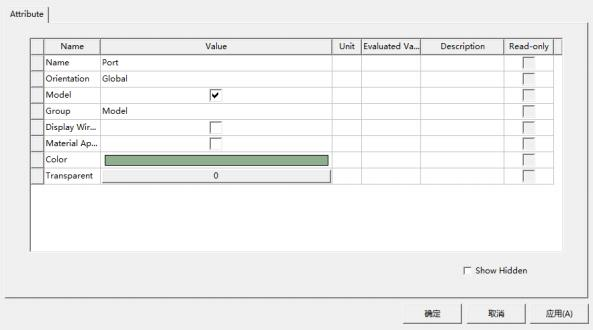 Attribute
Name Value Unit Evaluated Va... Description Read-only
Name Port
Orientation Global
Model
Group Model
Display Wir...
Material Ap...
Color
Transparent 0
Show Hidden
确定 取消 应用(A)